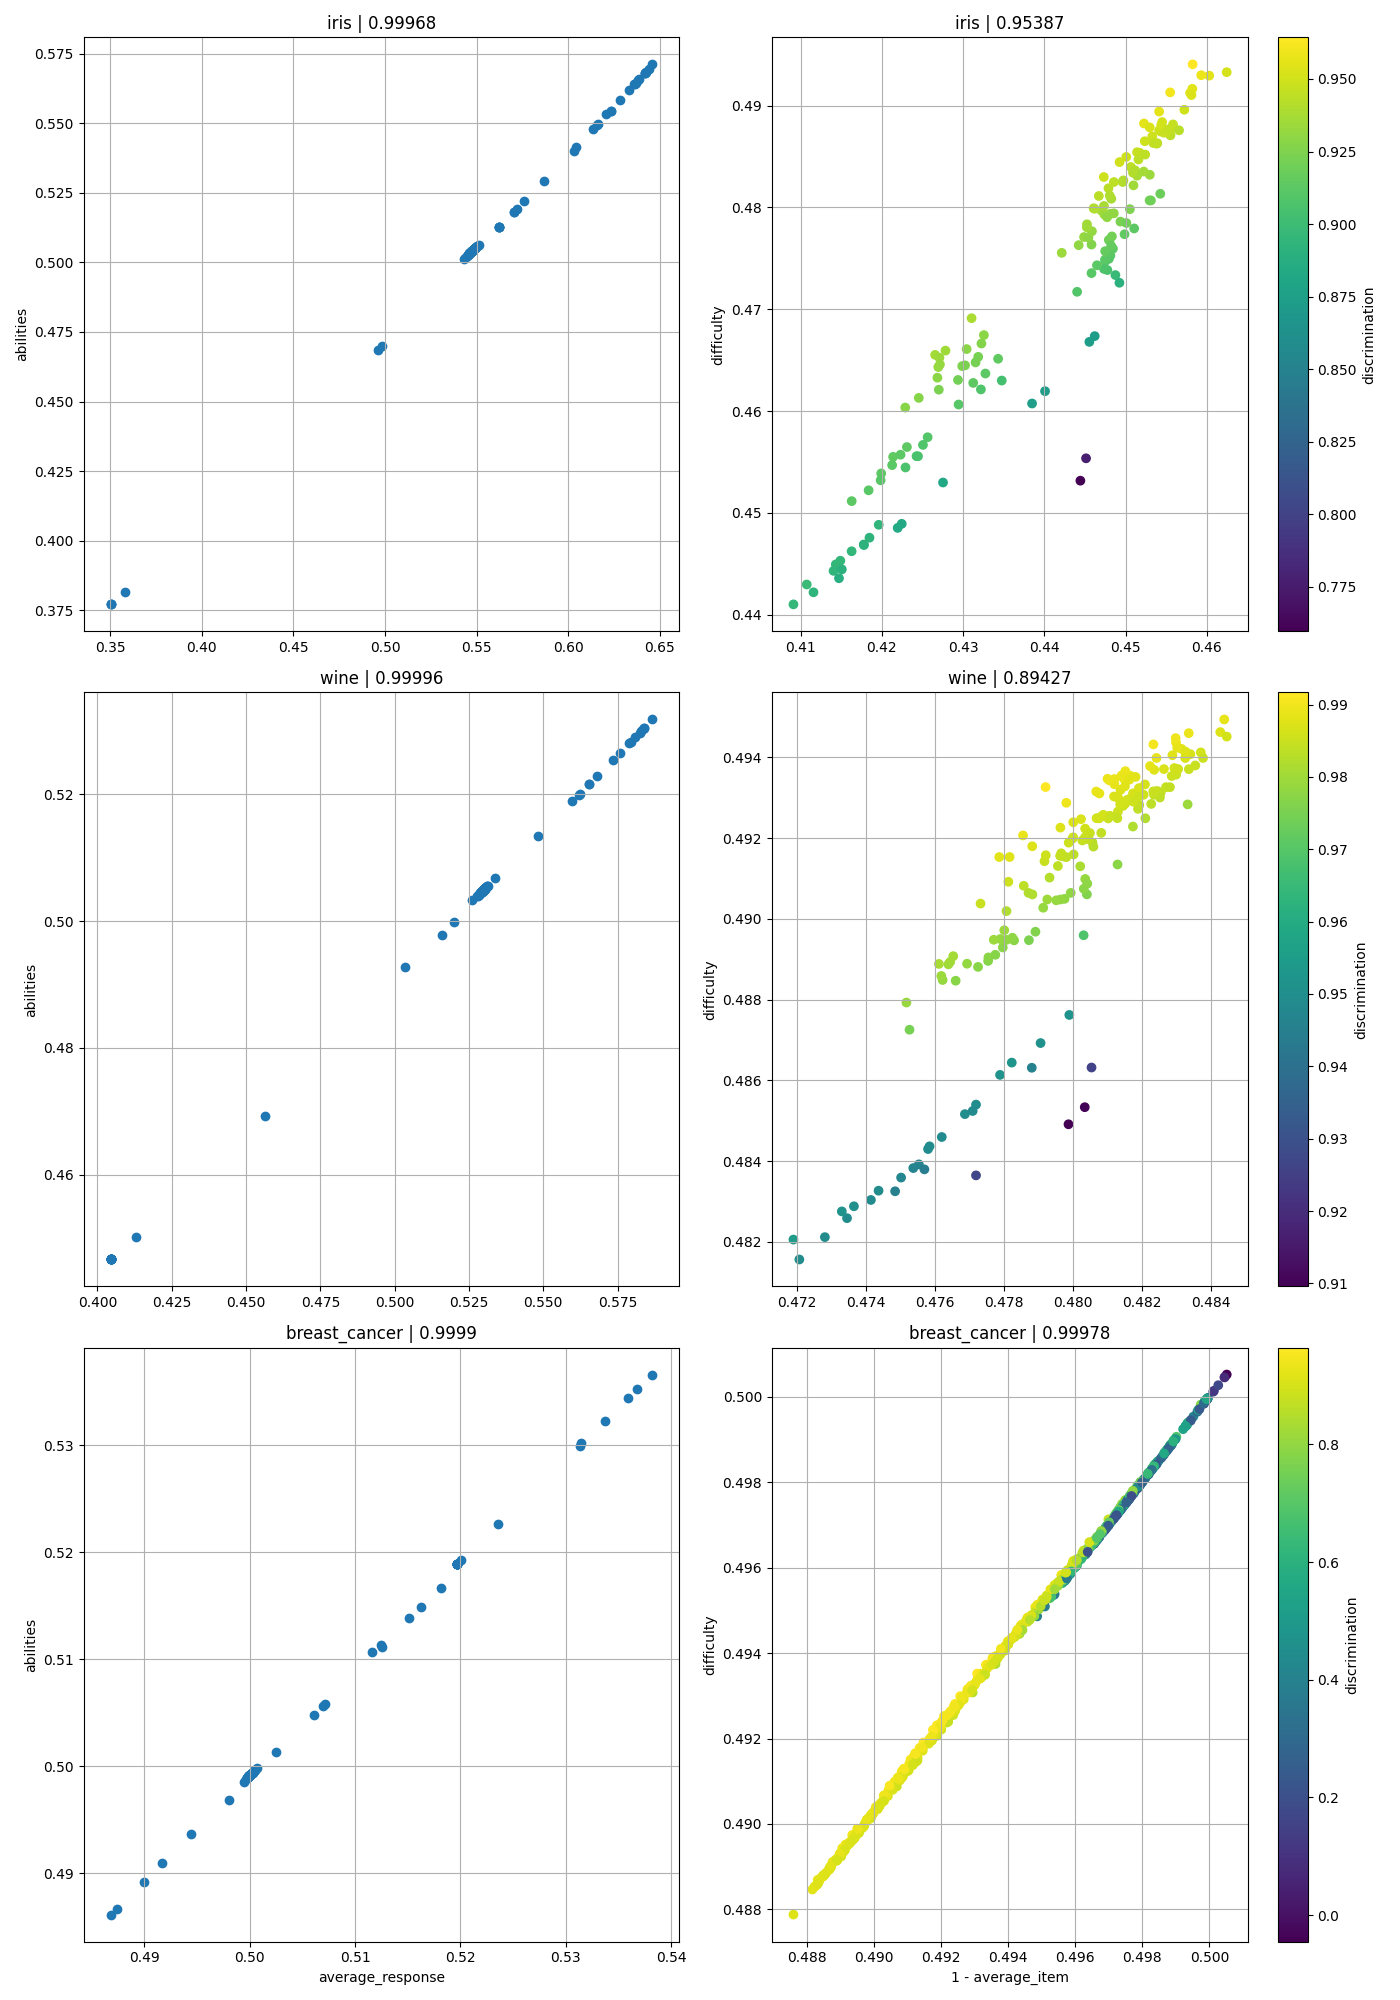 iris | 0.99968
0.575
0.550
0.525
0.500
0.475
0.450
0.425
0.400
0.375
abilities
0.35 0.40 0.45 0.50 0.55 0.60 0.65
iris | 0.95387
0.49
0.48
0.47
0.46
0.45
0.44
difficulty
0.41 0.42 0.43 0.44 0.45 0.46
0.950
0.925
0.900
0.875
0.850
0.825
0.800
0.775
discrimination
wine | 0.99996
0.52
0.50
0.48
0.46
abilities
0.400 0.425 0.450 0.475 0.500 0.525 0.550 0.575
wine | 0.89427
0.494
0.492
0.490
0.488
0.486
0.484
0.482
difficulty
0.472 0.474 0.476 0.478 0.480 0.482 0.484
0.99
0.98
0.97
0.96
0.95
0.94
0.93
0.92
0.91
discrimination
breast_cancer | 0.9999
0.53
0.52
0.51
0.50
0.49
abilities
0.49 0.50 0.51 0.52 0.53 0.54
average_response
breast_cancer | 0.99978
0.500
0.498
0.496
0.494
0.492
0.490
0.488
difficulty
0.488 0.490 0.492 0.494 0.496 0.498 0.500
1 - average_item
0.8
0.6
0.4
0.2
0.0
discrimination